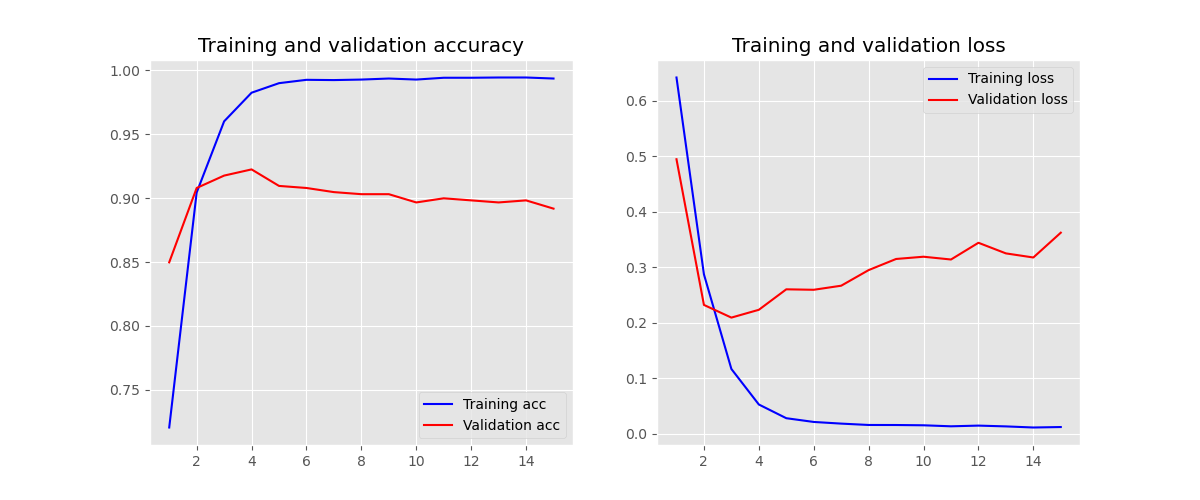 Training and validation accuracy
1.00
0.95
0.90
0.85
0.80
0.75
Training acc
Validation acc
2 4 6 8 10 12 14
Training and validation loss
Training loss
Validation loss
0.6
0.5
0.4
0.3
0.2
0.1
0.0
2 4 6 8 10 12 14